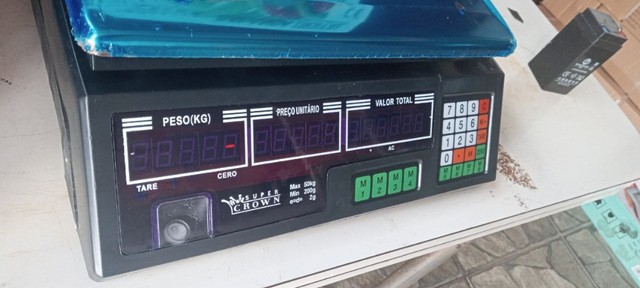 PESO(KG)
PREÇO UNITÁRIO
VALOR TOTAL
TARE
CERO
AC
SUPER
CROWN
Max 50kg
Min 200g
e=d= 2g
M1 M2 M3 M4
7 8 9
4 5 6
1 2 3
0